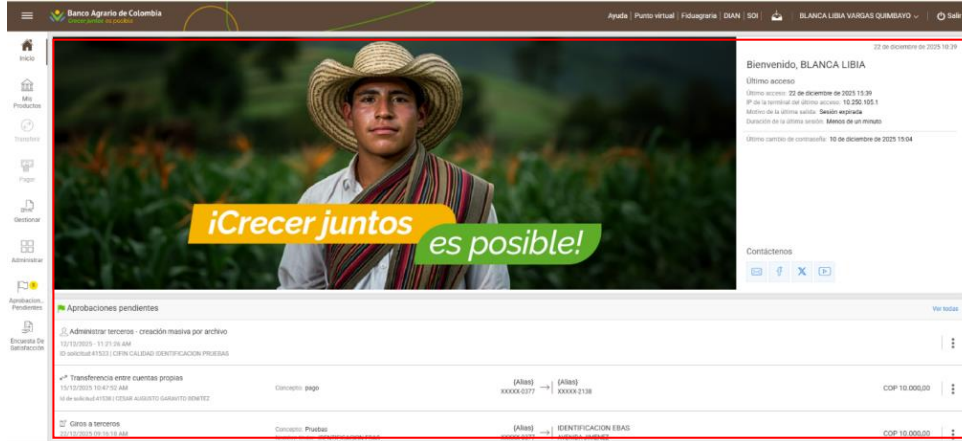 Banco Agrario de Colombia
Crecer juntos es posible
Ayuda | Punto virtual | Fiduagraria | DIAN | SOI | BLANCA LIBIA VARGAS QUIMBAYO | Salir
Inicio
Mis
Productos
Transferir
Pagar
Gestionar
Administrar
Aprobacion...
Pendientes
Encuesta De
Satisfacción
22 de diciembre de 2025 16:39
Bienvenido, BLANCA LIBIA
Último acceso
Último acceso: 22 de diciembre de 2025 15:39
IP de la terminal del último acceso: 10.250.105.1
Motivo de la última salida: Sesión expirada
Duración de la última sesión: Menos de un minuto
Último cambio de contraseña: 10 de diciembre de 2025 15:04
¡Crecer juntos
es posible!
Contáctenos
Aprobaciones pendientes
Ver todas
Administrar terceros - creación masiva por archivo
12/12/2025 - 11:21:26 AM
ID solicitud 41523 | CIFIN CALIDAD IDENTIFICACION PRUEBAS
Transferencia entre cuentas propias
15/12/2025 10:47:52 AM
Id de solicitud 41538 | CESAR AUGUSTO GARAVITO BENITEZ
Concepto: pago
(Alias)
XXXXX-0377
(Alias)
XXXXX-2138
COP 10.000,00
Giros a terceros
22/12/2025 09:16:18 AM
Concepto: Pruebas
(Alias)
IDENTIFICACION EBAS
COP 10.000,00